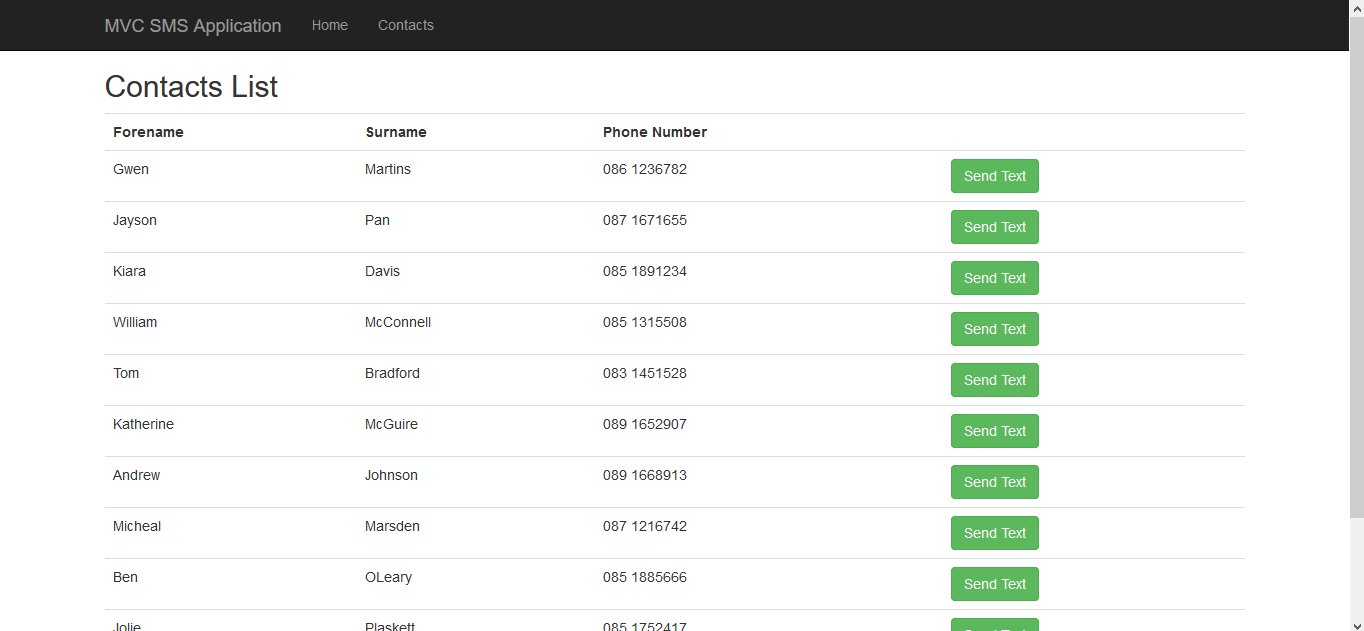 MVC SMS Application Home Contacts
Contacts List
Forename Surname Phone Number
Gwen Martins 086 1236782 Send Text
Jayson Pan 087 1671655 Send Text
Kiara Davis 085 1891234 Send Text
William McConnell 085 1315508 Send Text
Tom Bradford 083 1451528 Send Text
Katherine McGuire 089 1652907 Send Text
Andrew Johnson 089 1668913 Send Text
Micheal Marsden 087 1216742 Send Text
Ben OLeary 085 1885666 Send Text
Jolie Plaskett 085 1752417